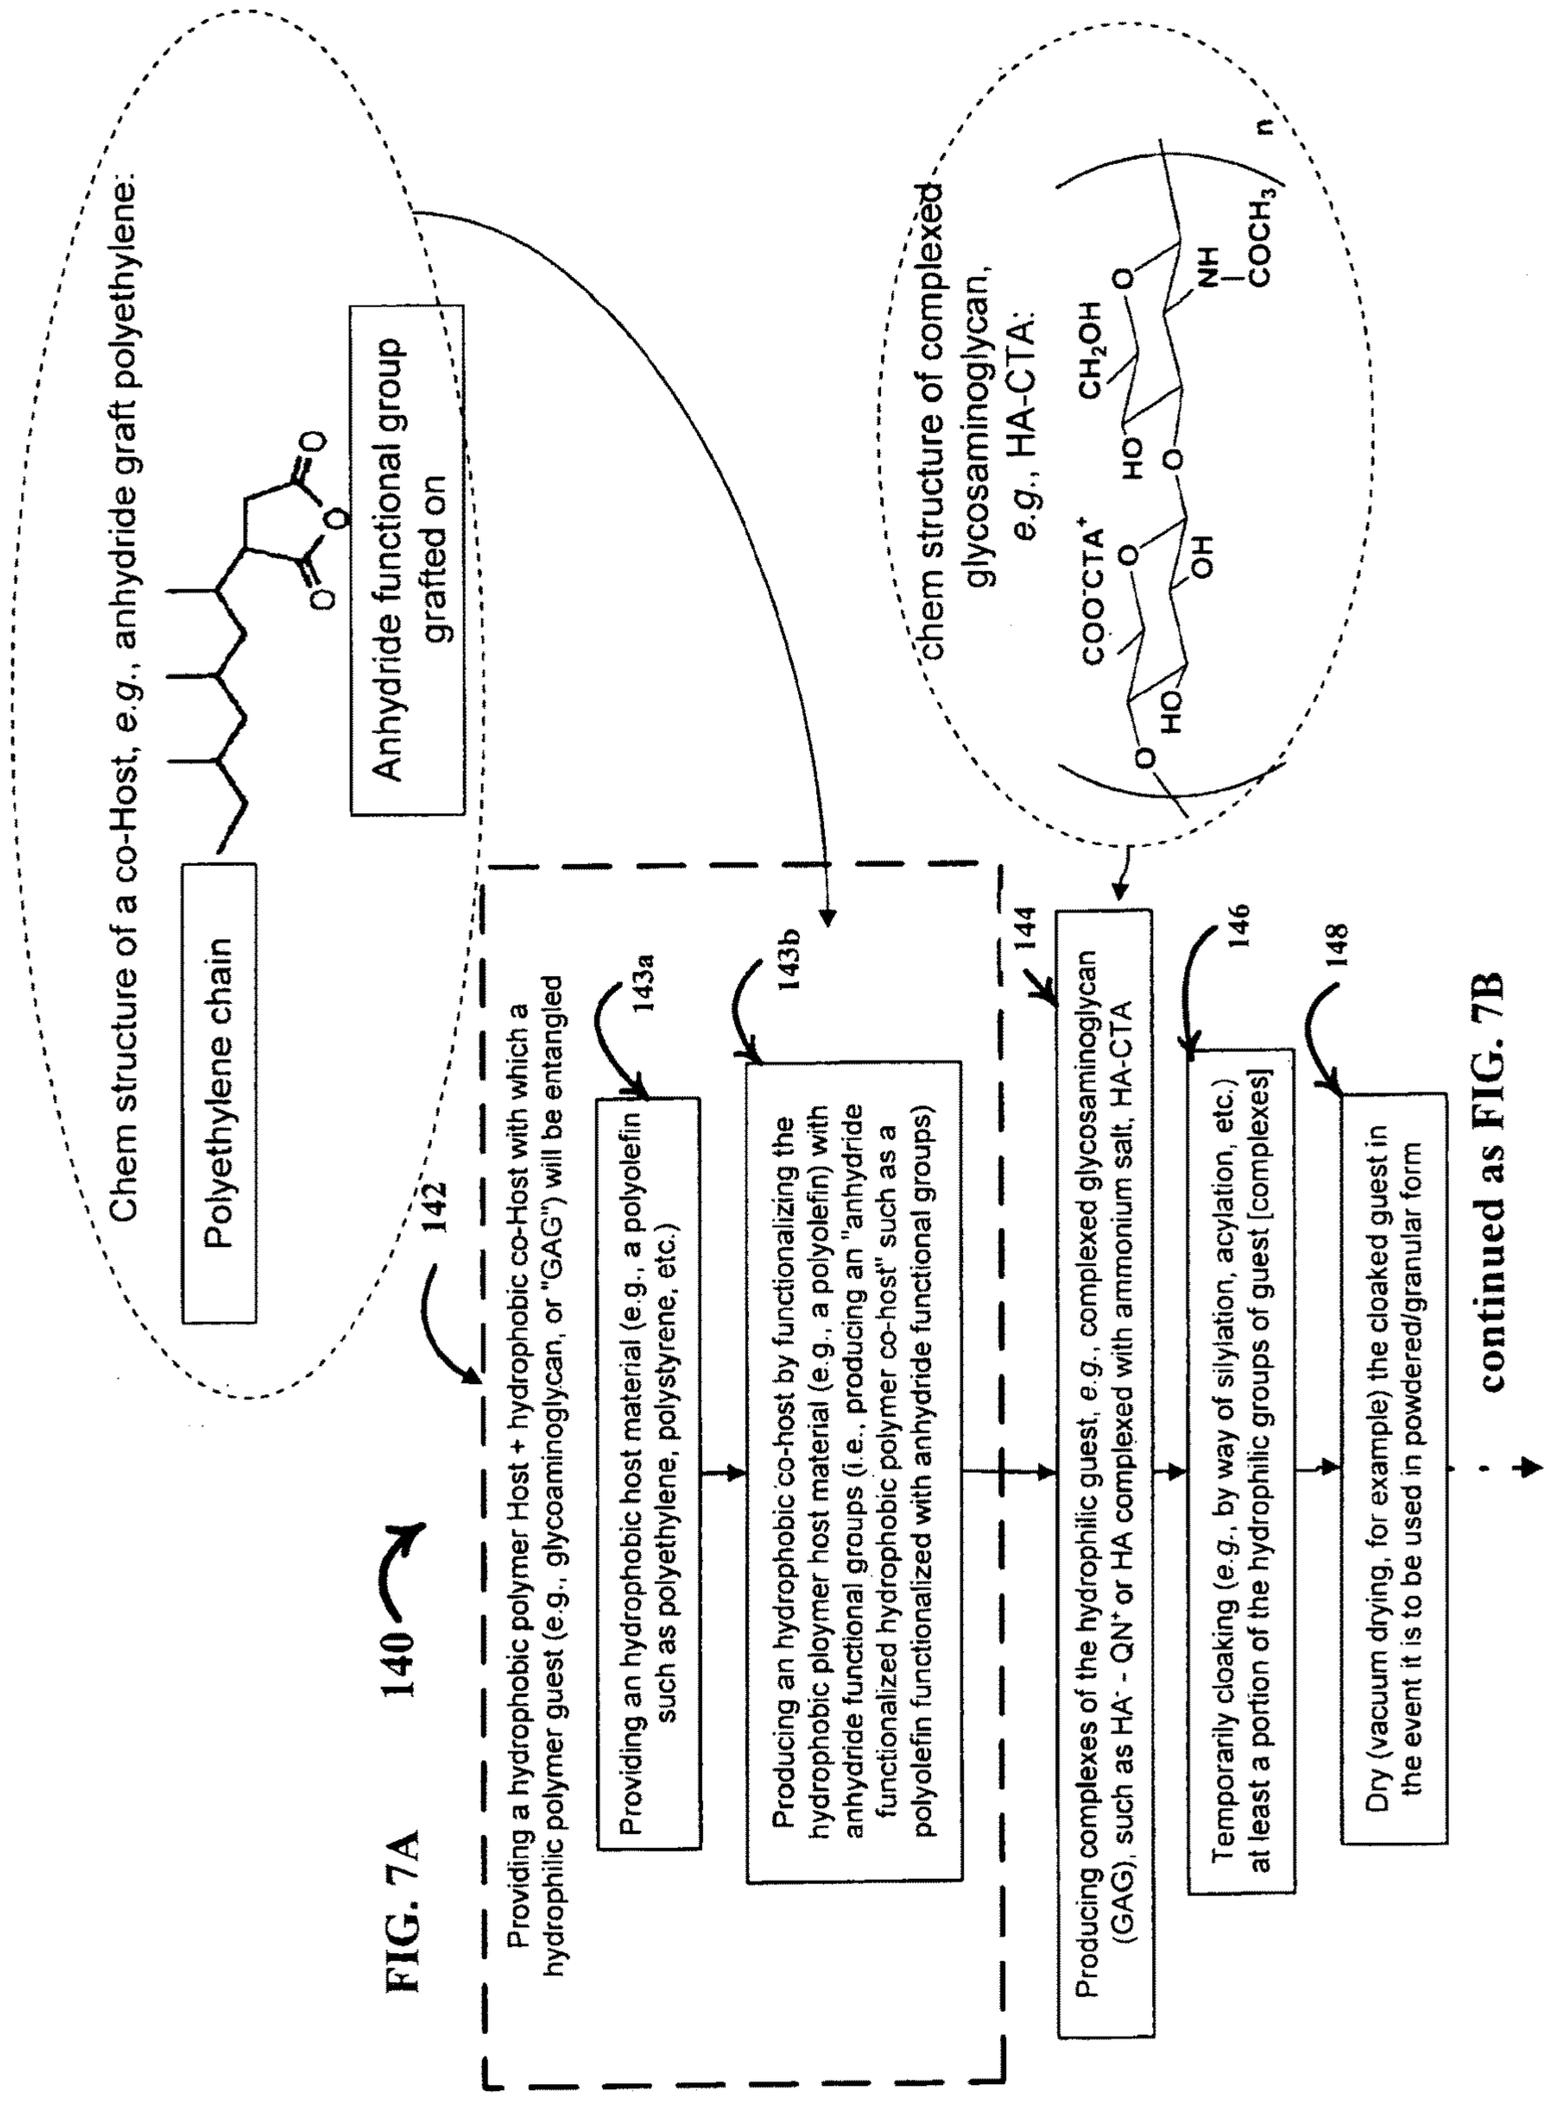 Chem structure of a co-Host, e.g., anhydride graft polyethylene:
Polyethylene chain
O
O
O
Anhydride functional group
grafted on
FIG. 7A
140
142
Providing a hydrophobic polymer Host + hydrophobic co-Host with which a
hydrophilic polymer guest (e.g., glycoaminoglycan, or "GAG") will be entangled
143a
Providing an hydrophobic host material (e.g., a polyolefin
such as polyethylene, polystyrene, etc.)
143b
Producing an hydrophobic co-host by functionalizing the
hydrophobic ploymer host material (e.g., a polyolefin) with
anhydride functional groups (i.e., producing an "anhydride
functionalized hydrophobic polymer co-host" such as a
polyolefin functionalized with anhydride functional groups)
chem structure of complexed
glycosaminoglycan,
e.g., HA-CTA:
COO⁻CTA⁺
CH₂OH
O
O
HO
O
O
HO
OH
NH
COCH₃
n
144
Producing complexes of the hydrophilic guest, e.g., complexed glycosaminoglycan
(GAG), such as HA⁻ - QN⁺ or HA complexed with ammonium salt, HA-CTA
146
Temporarily cloaking (e.g., by way of silylation, acylation, etc.)
at least a portion of the hydrophilic groups of guest [complexes]
148
Dry (vacuum drying, for example) the cloaked guest in
the event it is to be used in powdered/granular form
continued as FIG. 7B